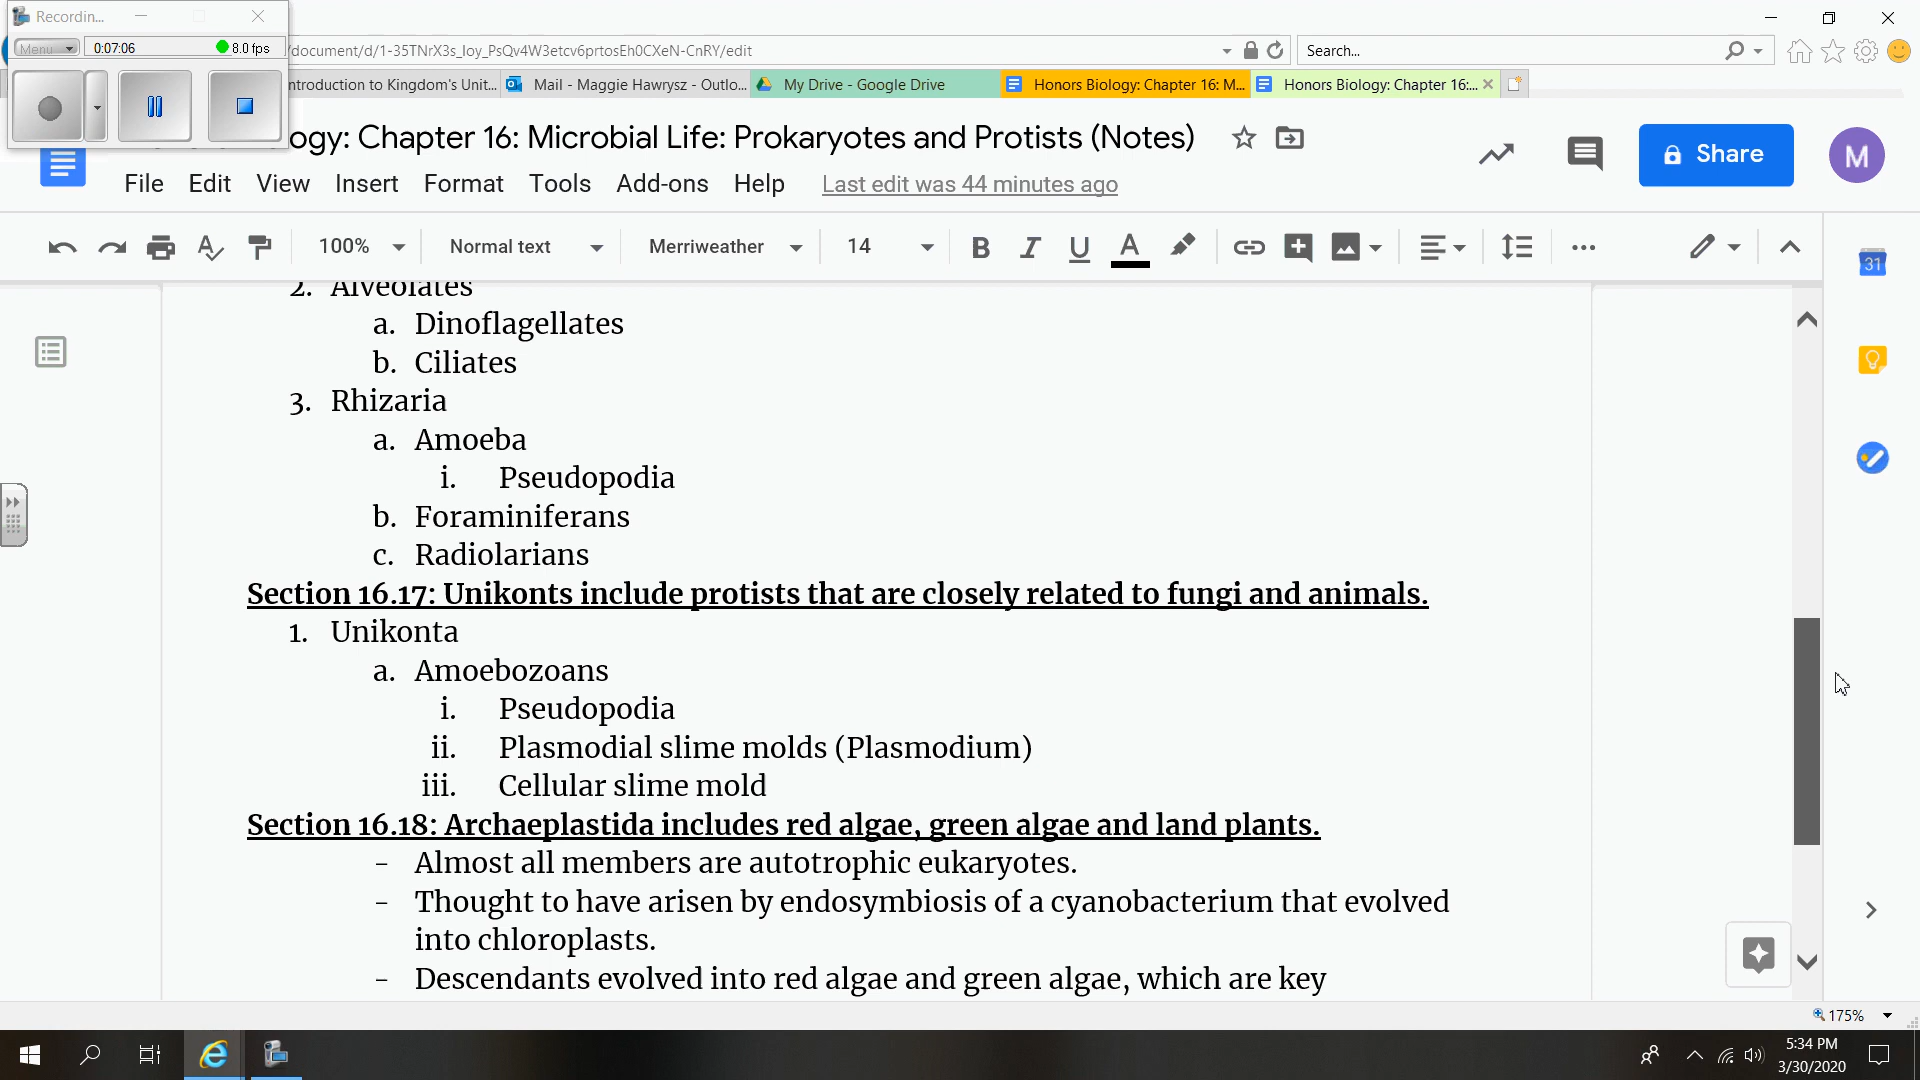 Recordin...
Menu
0:07:06
8.0 fps
/document/d/1-35TNrX3s_Ioy_PsQv4W3etcv6prtosEh0CXeN-CnRY/edit
Search...
ntroduction to Kingdom's Unit...
Mail - Maggie Hawrysz - Outlo...
My Drive - Google Drive
Honors Biology: Chapter 16: M...
Honors Biology: Chapter 16:...
ogy: Chapter 16: Microbial Life: Prokaryotes and Protists (Notes)
Share
M
File Edit View Insert Format Tools Add-ons Help Last edit was 44 minutes ago
100% Normal text Merriweather 14 B I U A
31
2. Alveolates
a. Dinoflagellates
b. Ciliates
3. Rhizaria
a. Amoeba
i. Pseudopodia
b. Foraminiferans
c. Radiolarians
Section 16.17: Unikonts include protists that are closely related to fungi and animals.
1. Unikonta
a. Amoebozoans
i. Pseudopodia
ii. Plasmodial slime molds (Plasmodium)
iii. Cellular slime mold
Section 16.18: Archaeplastida includes red algae, green algae and land plants.
- Almost all members are autotrophic eukaryotes.
- Thought to have arisen by endosymbiosis of a cyanobacterium that evolved
into chloroplasts.
- Descendants evolved into red algae and green algae, which are key
175%
5:34 PM
3/30/2020